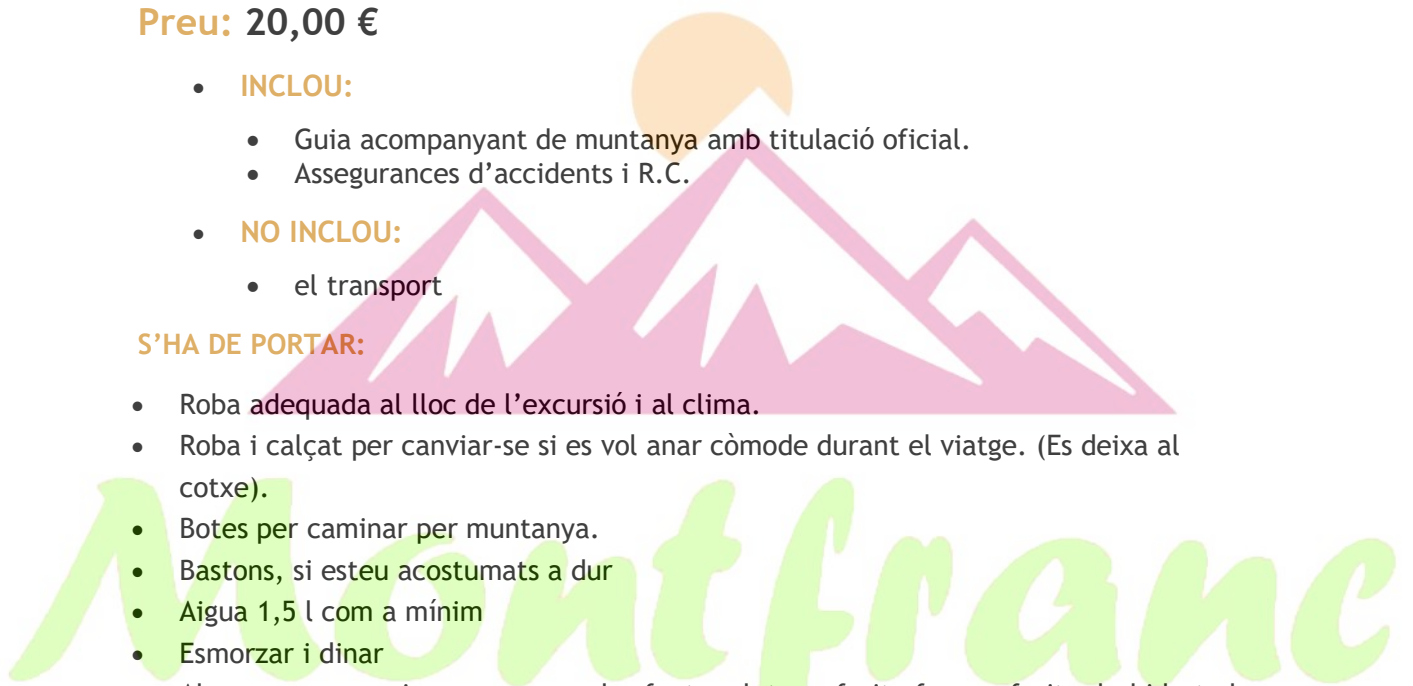 Preu: 20,00 €
• INCLOU:
• Guia acompanyant de muntanya amb titulació oficial.
• Assegurances d’accidents i R.C.
• NO INCLOU:
• el transport
S’HA DE PORTAR:
• Roba adequada al lloc de l’excursió i al clima.
• Roba i calçat per canviar-se si es vol anar còmode durant el viatge. (Es deixa al
cotxe).
• Botes per caminar per muntanya.
• Bastons, si esteu acostumats a dur
• Aigua 1,5 l com a mínim
• Esmorzar i dinar
Montfranc